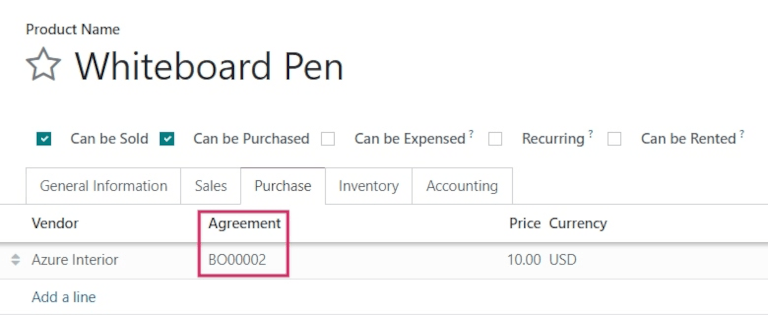 Product Name
Whiteboard Pen
Can be Sold Can be Purchased Can be Expensed ? Recurring ? Can be Rented ?
General Information Sales Purchase Inventory Accounting
Vendor Agreement Price Currency
Azure Interior BO00002 10.00 USD
Add a line